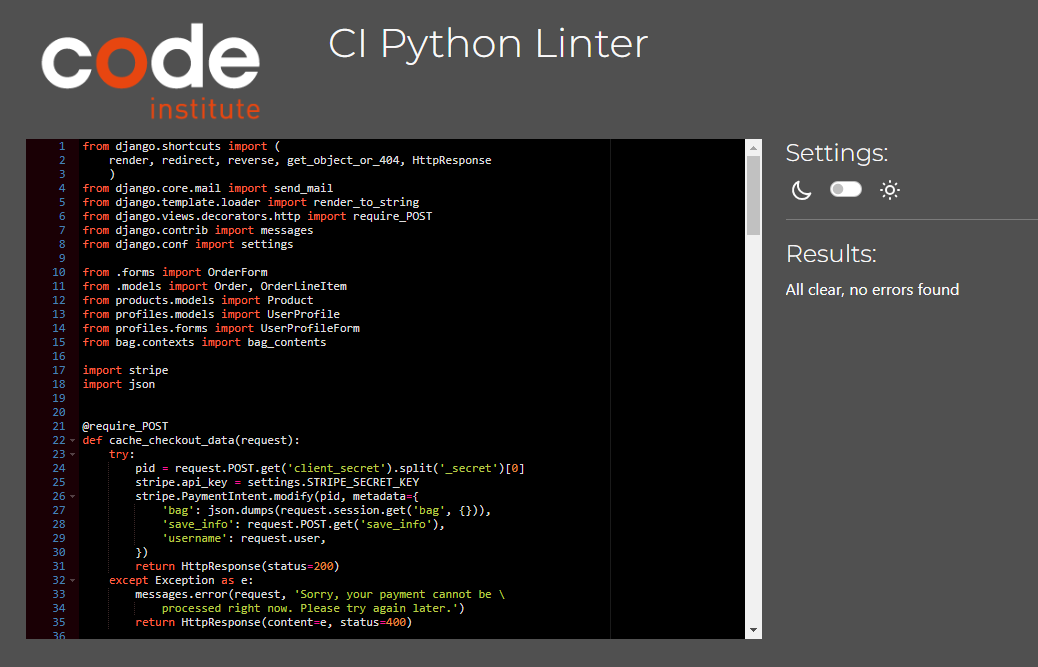 code
institute
CI Python Linter
1 from django.shortcuts import (
2     render, redirect, reverse, get_object_or_404, HttpResponse
3     )
4 from django.core.mail import send_mail
5 from django.template.loader import render_to_string
6 from django.views.decorators.http import require_POST
7 from django.contrib import messages
8 from django.conf import settings
9
10 from .forms import OrderForm
11 from .models import Order, OrderLineItem
12 from products.models import Product
13 from profiles.models import UserProfile
14 from profiles.forms import UserProfileForm
15 from bag.contexts import bag_contents
16
17 import stripe
18 import json
19
20
21 @require_POST
22 def cache_checkout_data(request):
23     try:
24         pid = request.POST.get('client_secret').split('_secret')[0]
25         stripe.api_key = settings.STRIPE_SECRET_KEY
26         stripe.PaymentIntent.modify(pid, metadata={
27             'bag': json.dumps(request.session.get('bag', {})),
28             'save_info': request.POST.get('save_info'),
29             'username': request.user,
30         })
31         return HttpResponse(status=200)
32     except Exception as e:
33         messages.error(request, 'Sorry, your payment cannot be \
34             processed right now. Please try again later.')
35         return HttpResponse(content=e, status=400)
36
Settings:
Results:
All clear, no errors found